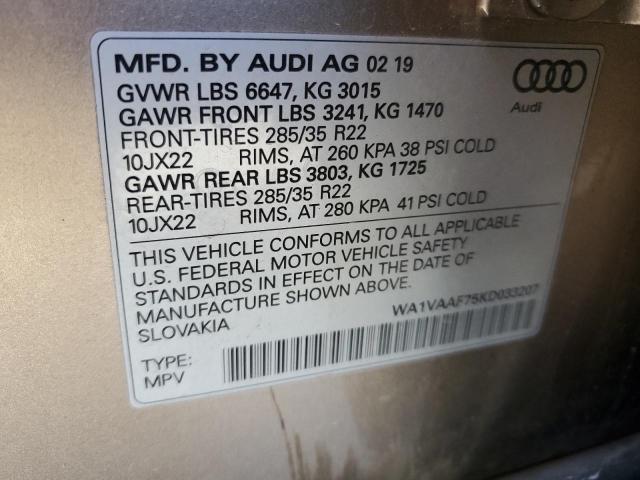 MFD. BY AUDI AG 02 19
GVWR LBS 6647, KG 3015
GAWR FRONT LBS 3241, KG 1470
FRONT-TIRES 285/35 R22
10JX22 RIMS, AT 260 KPA 38 PSI COLD
GAWR REAR LBS 3803, KG 1725
REAR-TIRES 285/35 R22
10JX22 RIMS, AT 280 KPA 41 PSI COLD
Audi
THIS VEHICLE CONFORMS TO ALL APPLICABLE
U.S. FEDERAL MOTOR VEHICLE SAFETY
STANDARDS IN EFFECT ON THE DATE OF
MANUFACTURE SHOWN ABOVE.
SLOVAKIA
WA1VAAF75KD033207
TYPE:
MPV